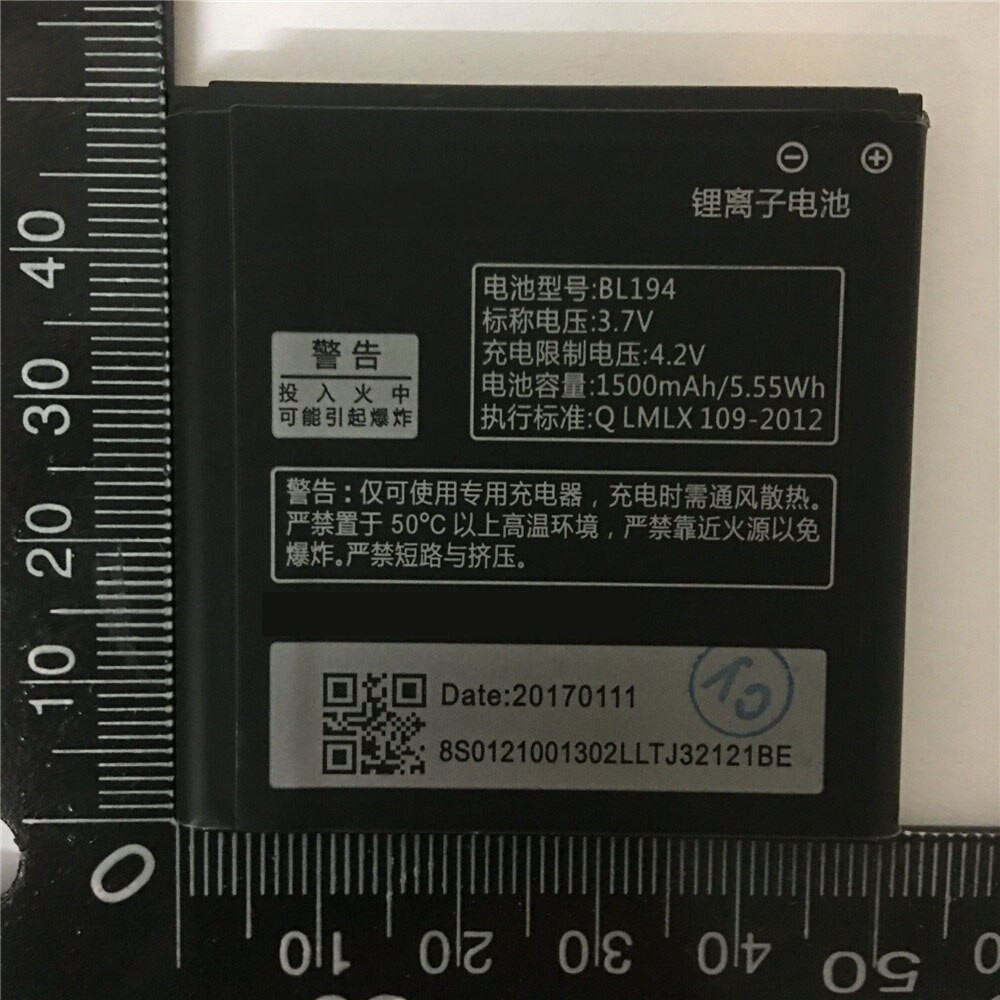 ⊖ ⊕
锂离子电池
电池型号:BL194
标称电压:3.7V
充电限制电压:4.2V
电池容量:1500mAh/5.55Wh
执行标准:Q LMLX 109-2012
警告
投入火中
可能引起爆炸
警告:仅可使用专用充电器，充电时需通风散热。
严禁置于 50℃ 以上高温环境，严禁靠近火源以免
爆炸。严禁短路与挤压。
Date:20170111
8S0121001302LLTJ32121BE
CY
40
30
20
10
0
10
20
30
40
50